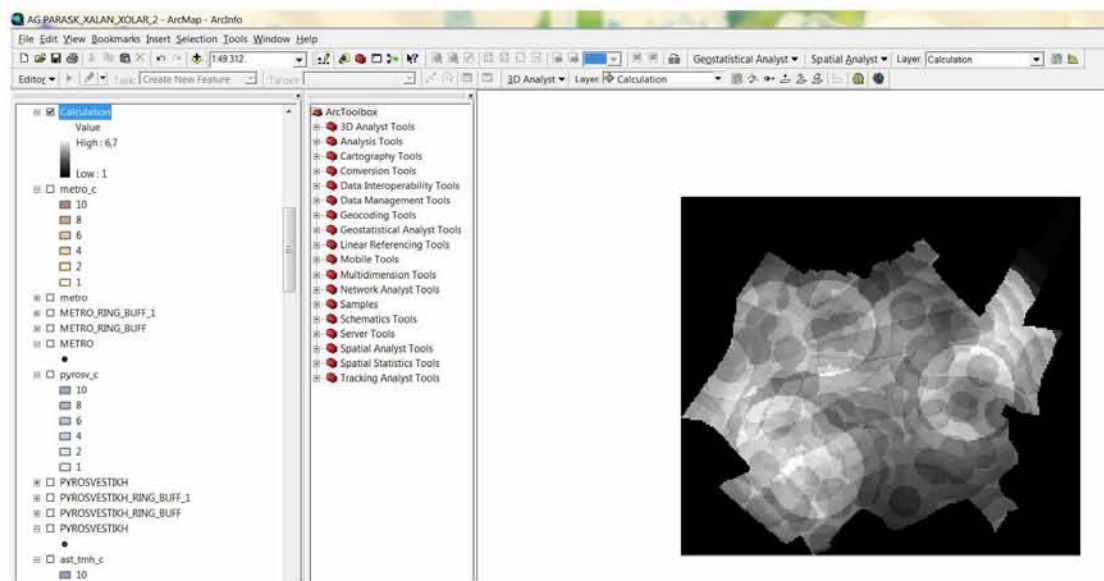 AG PARASK_XALAN_XOLAR_2 - ArcMap - ArcInfo
File Edit View Bookmarks Insert Selection Tools Window Help
1:49.312
Geostatistical Analyst Spatial Analyst Layer: Calculation
Editor Task: Create New Feature Target: 3D Analyst Layer: Calculation
Calculation
Value
High : 6,7
Low : 1
metro_c
10
8
6
4
2
1
metro
METRO_RING_BUFF_1
METRO_RING_BUFF
METRO
pyrosv_c
10
8
6
4
2
1
PYROSVESTIKH
PYROSVESTIKH_RING_BUFF_1
PYROSVESTIKH_RING_BUFF
PYROSVESTIKH
ast_tmh_c
10
ArcToolbox
3D Analyst Tools
Analysis Tools
Cartography Tools
Conversion Tools
Data Interoperability Tools
Data Management Tools
Geocoding Tools
Geostatistical Analyst Tools
Linear Referencing Tools
Mobile Tools
Multidimension Tools
Network Analyst Tools
Samples
Schematics Tools
Server Tools
Spatial Analyst Tools
Spatial Statistics Tools
Tracking Analyst Tools